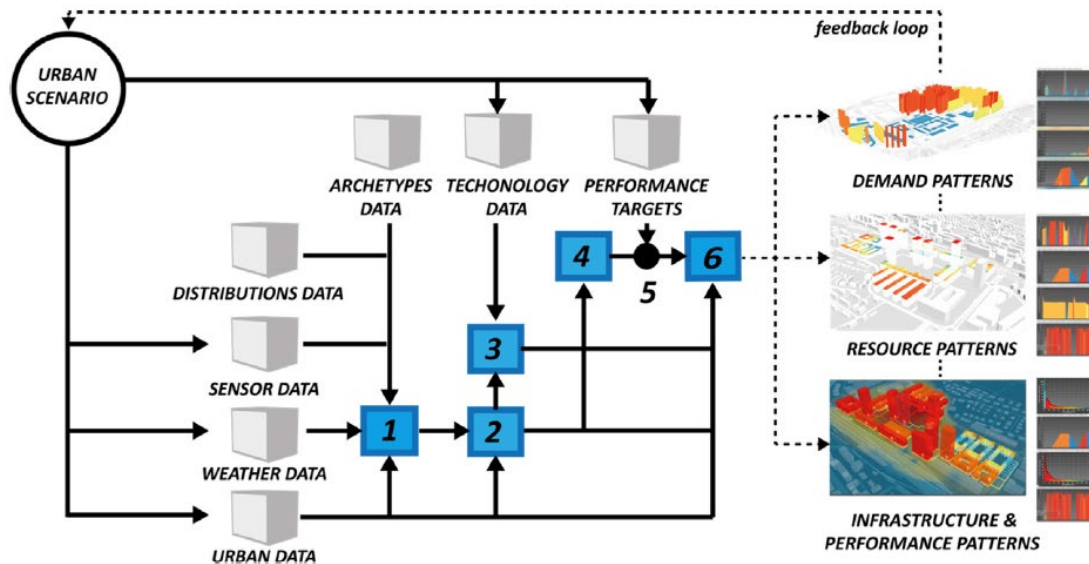 feedback loop
URBAN
SCENARIO
ARCHETYPES
DATA
TECHONOLOGY
DATA
PERFORMANCE
TARGETS
DEMAND PATTERNS
4
5
6
DISTRIBUTIONS DATA
3
SENSOR DATA
RESOURCE PATTERNS
1
2
WEATHER DATA
URBAN DATA
INFRASTRUCTURE &
PERFORMANCE PATTERNS